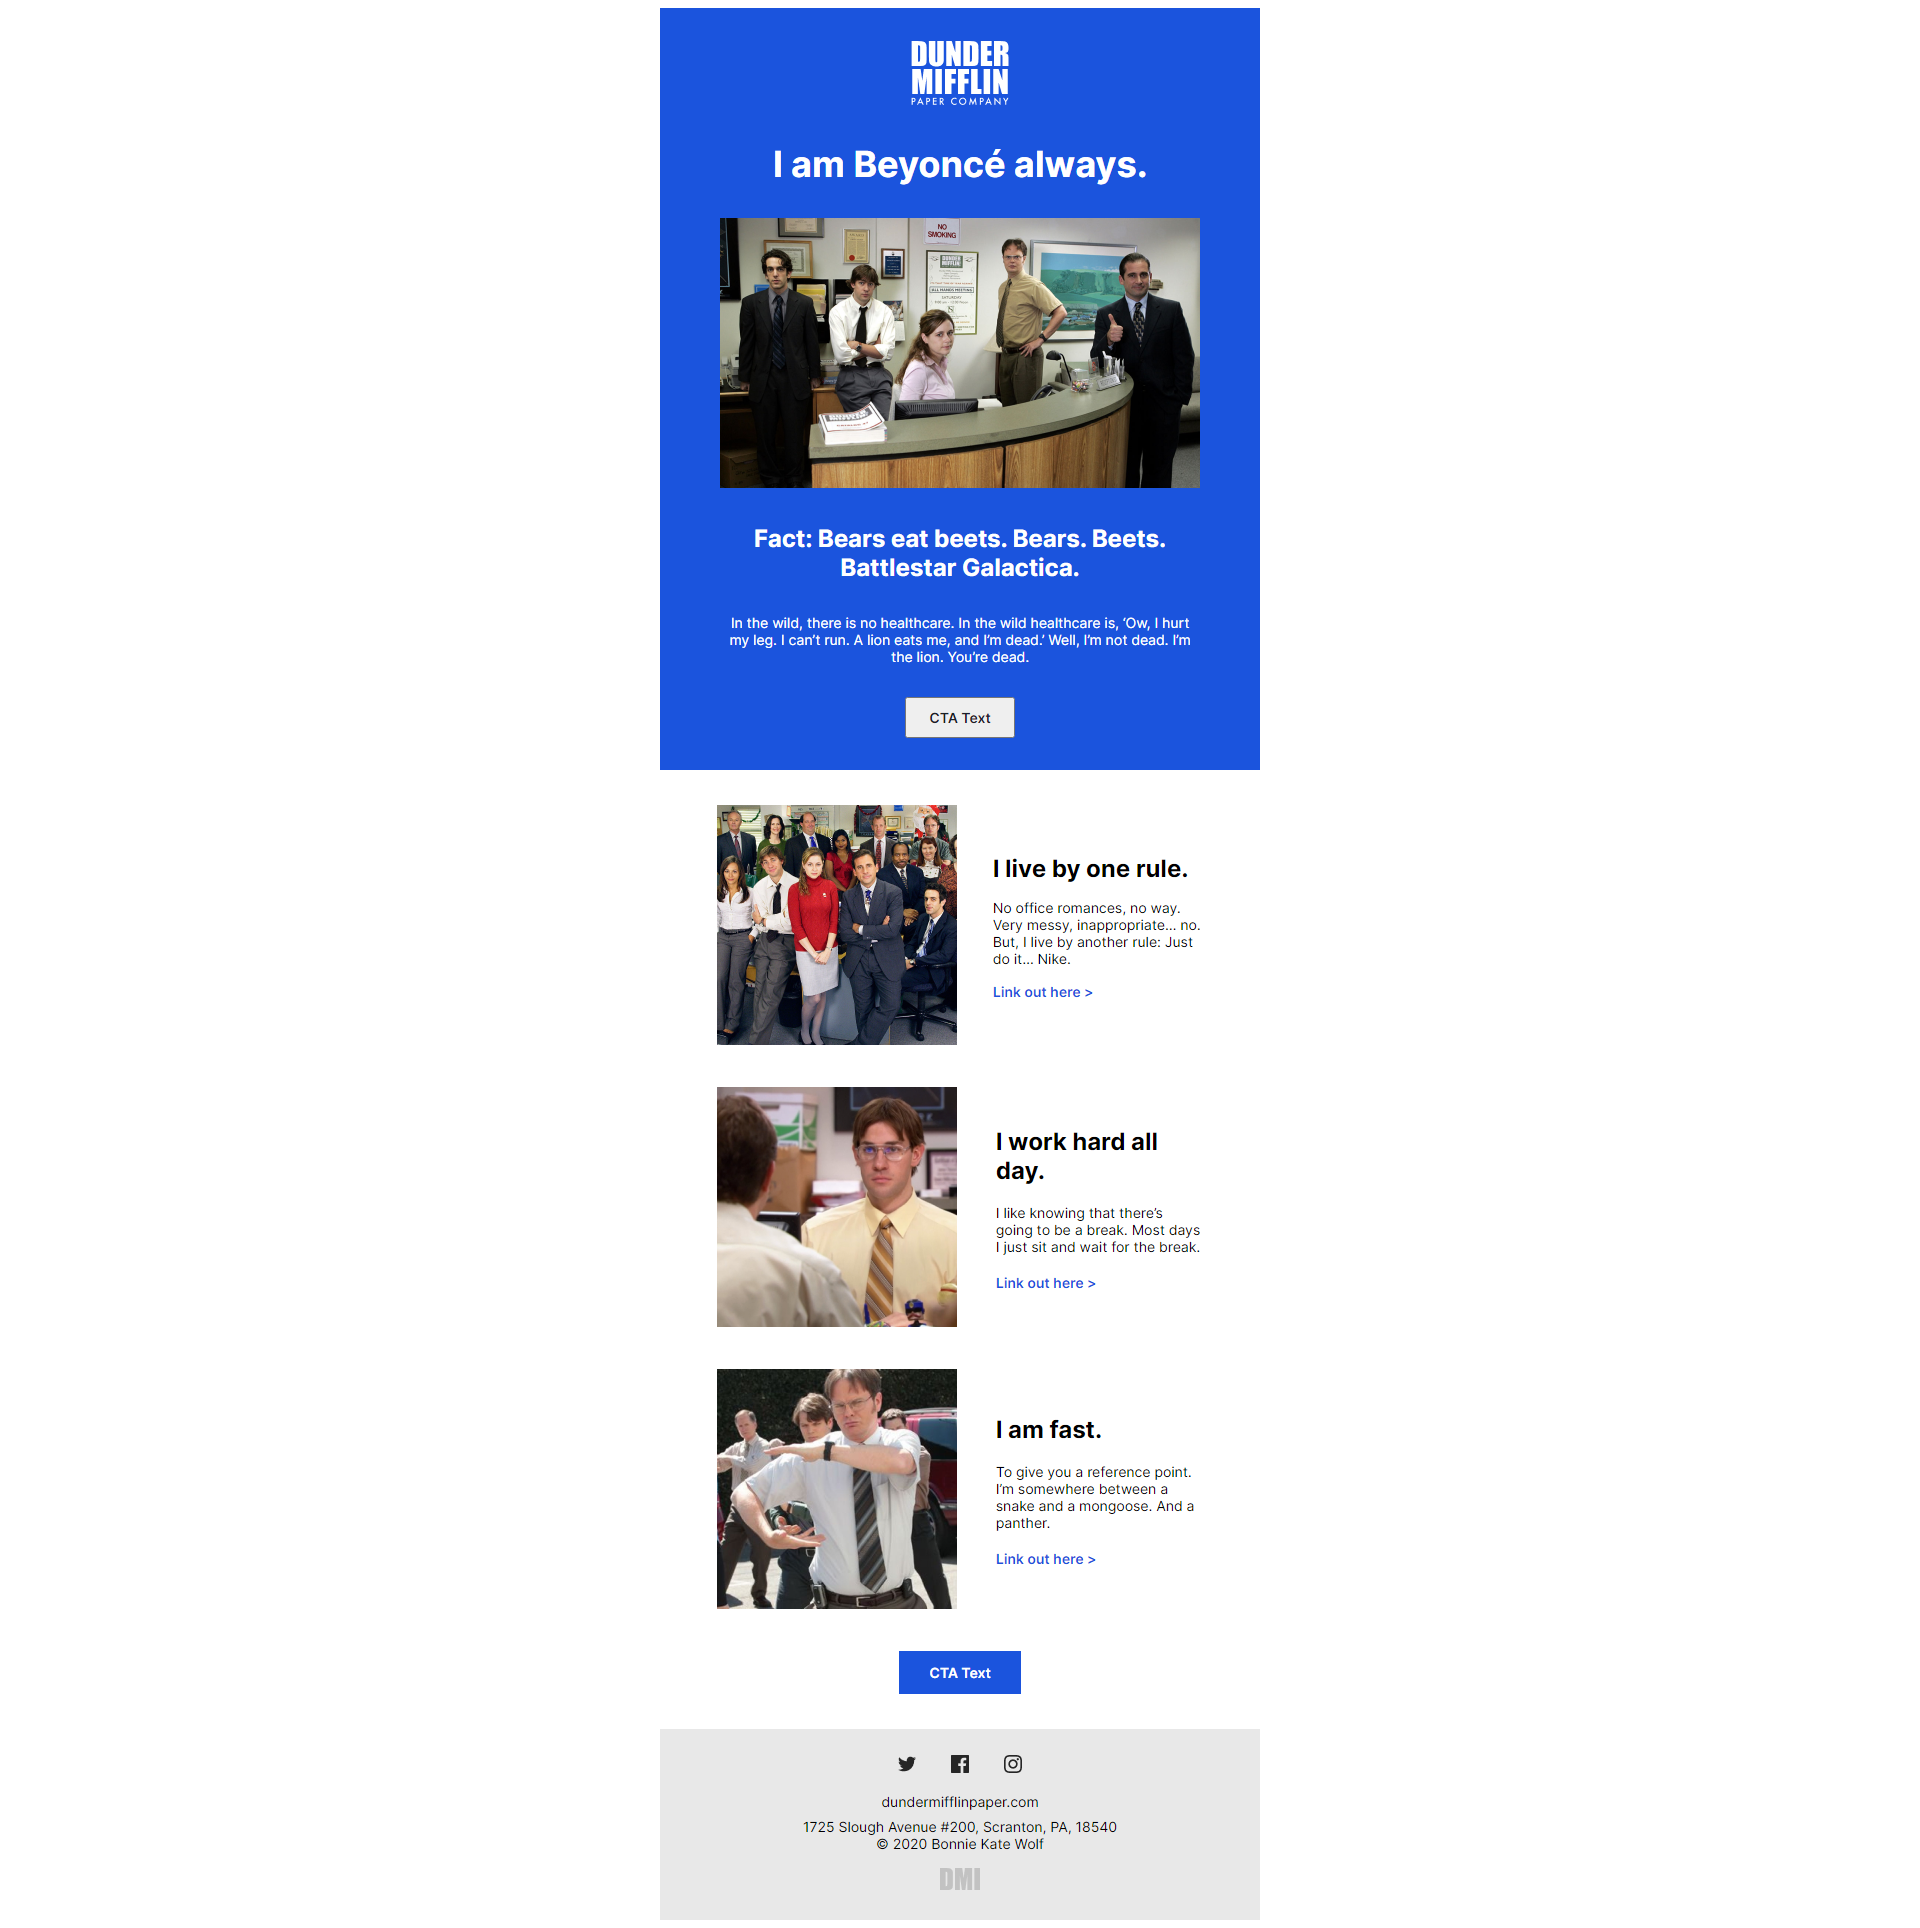 DUNDER
MIFFLIN
PAPER COMPANY
I am Beyoncé always.
NO
SMOKING
DUNDER
MIFFLIN
Fact: Bears eat beets. Bears. Beets.
Battlestar Galactica.
In the wild, there is no healthcare. In the wild healthcare is, ‘Ow, I hurt
my leg. I can’t run. A lion eats me, and I’m dead.’ Well, I’m not dead. I’m
the lion. You’re dead.
CTA Text
I live by one rule.
No office romances, no way.
Very messy, inappropriate... no.
But, I live by another rule: Just
do it... Nike.
Link out here >
I work hard all
day.
I like knowing that there’s
going to be a break. Most days
I just sit and wait for the break.
Link out here >
I am fast.
To give you a reference point.
I’m somewhere between a
snake and a mongoose. And a
panther.
Link out here >
CTA Text
dundermifflinpaper.com
1725 Slough Avenue #200, Scranton, PA, 18540
© 2020 Bonnie Kate Wolf
DMI